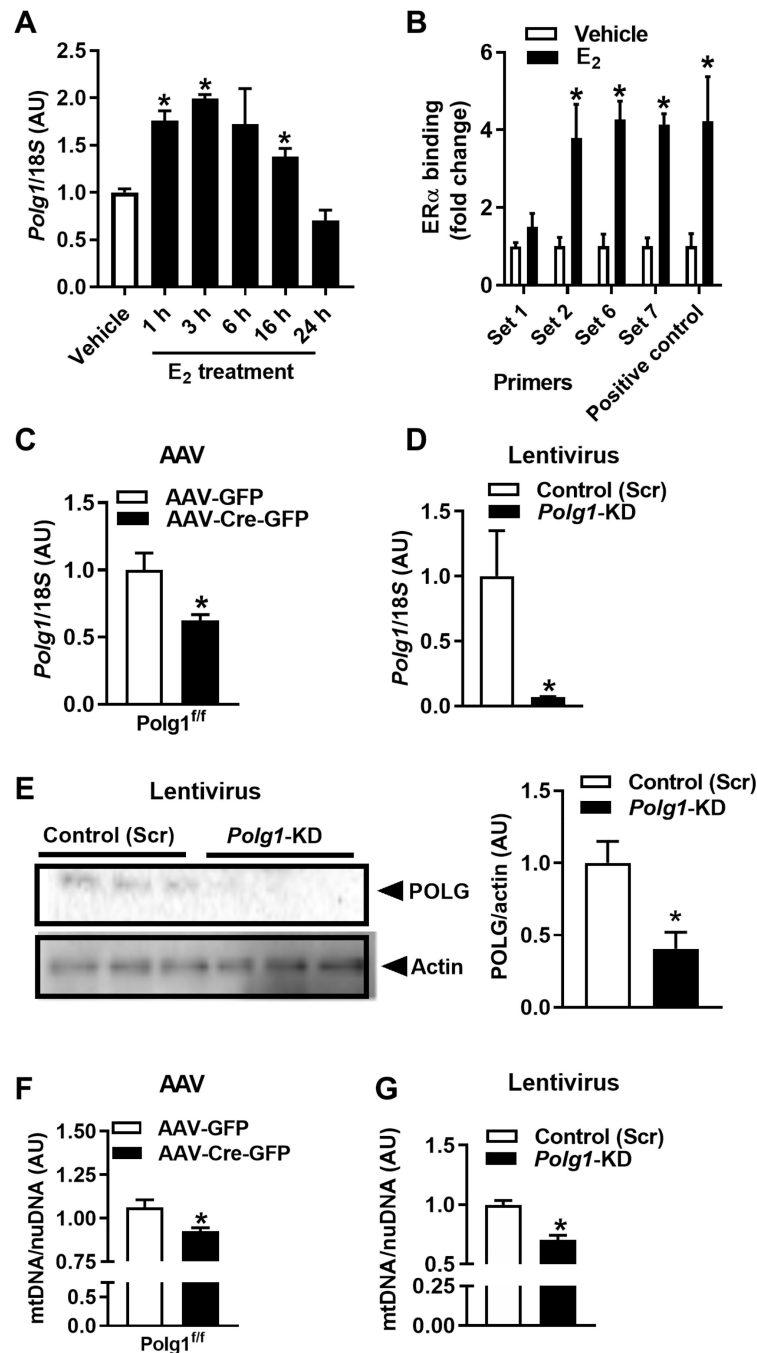 A
Polg1/18S (AU)
2.5
2.0
1.5
1.0
0.5
0.0
Vehicle
1 h
3 h
6 h
16 h
24 h
E2 treatment
*
*
*
B
Vehicle
E2
ERα binding
(fold change)
6
4
2
0
*
*
*
*
Set 1
Set 2
Set 6
Set 7
Positive control
Primers
C
AAV
AAV-GFP
AAV-Cre-GFP
Polg1/18S (AU)
1.5
1.0
0.5
0.0
*
Polg1f/f
D
Lentivirus
Control (Scr)
Polg1-KD
Polg1/18S (AU)
1.5
1.0
0.5
0.0
*
E
Lentivirus
Control (Scr)
Polg1-KD
POLG
Actin
Control (Scr)
Polg1-KD
POLG/actin (AU)
1.5
1.0
0.5
0.0
*
F
AAV
AAV-GFP
AAV-Cre-GFP
mtDNA/nuDNA (AU)
1.50
1.25
1.00
0.75
0.5
0.0
*
Polg1f/f
G
Lentivirus
Control (Scr)
Polg1-KD
mtDNA/nuDNA (AU)
1.5
1.0
0.5
0.25
0.00
*